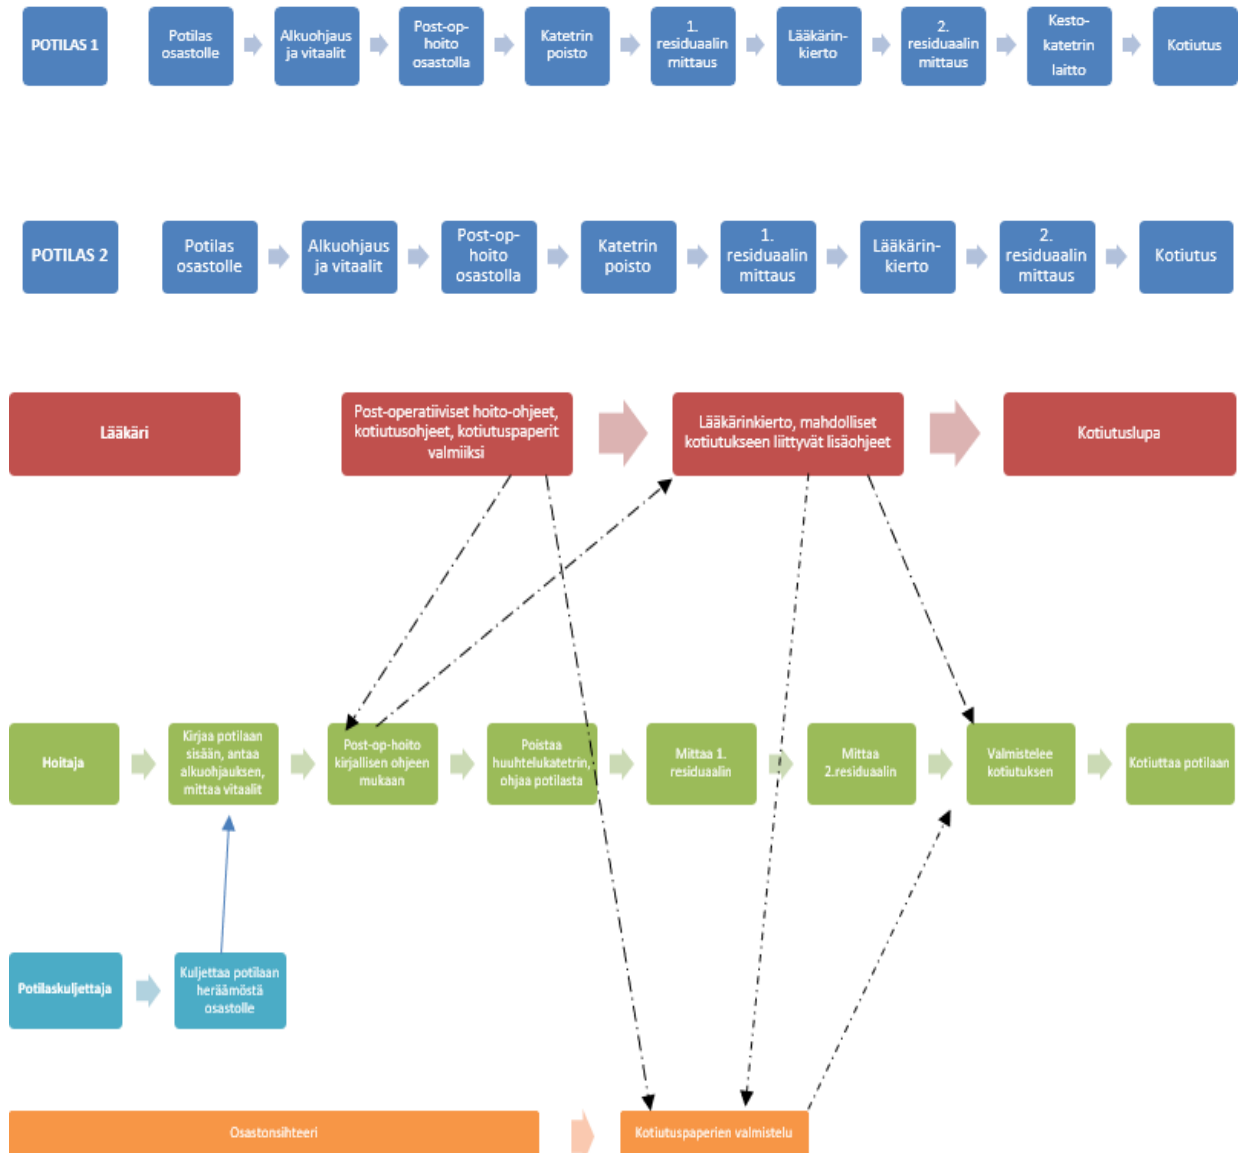 POTILAS 1
Potilas
osastolle
Alkuohjaus
ja vitaalit
Post-op-
hoito
osastolla
Katetrin
poisto
1.
residuaalin
mittaus
Lääkärin-
kierto
2.
residuaalin
mittaus
Kesto-
katetrin
laitto
Kotiutus
POTILAS 2
Potilas
osastolle
Alkuohjaus
ja vitaalit
Post-op-
hoito
osastolla
Katetrin
poisto
1.
residuaalin
mittaus
Lääkärin-
kierto
2.
residuaalin
mittaus
Kotiutus
Lääkäri
Post-operatiiviset hoito-ohjeet,
kotiutusohjeet, kotiutuspaperit
valmiiksi
Lääkärinkierto, mahdolliset
kotiutukseen liittyvät lisäohjeet
Kotiutuslupa
Hoitaja
Kirjaa potilaan
sisään, antaa
alkuohjauksen,
mittaa vitaalit
Post-op-hoito
kirjallisen ohjeen
mukaan
Poistaa
huuhtelukatetrin,
ohjaa potilasta
Mittaa 1.
residuaalin
Mittaa
2.residuaalin
Valmistelee
kotiutuksen
Kotiuttaa potilaan
Potilaskuljettaja
Kuljettaa potilaan
heräämöstä
osastolle
Osastonsihteeri
Kotiutuspaperien valmistelu